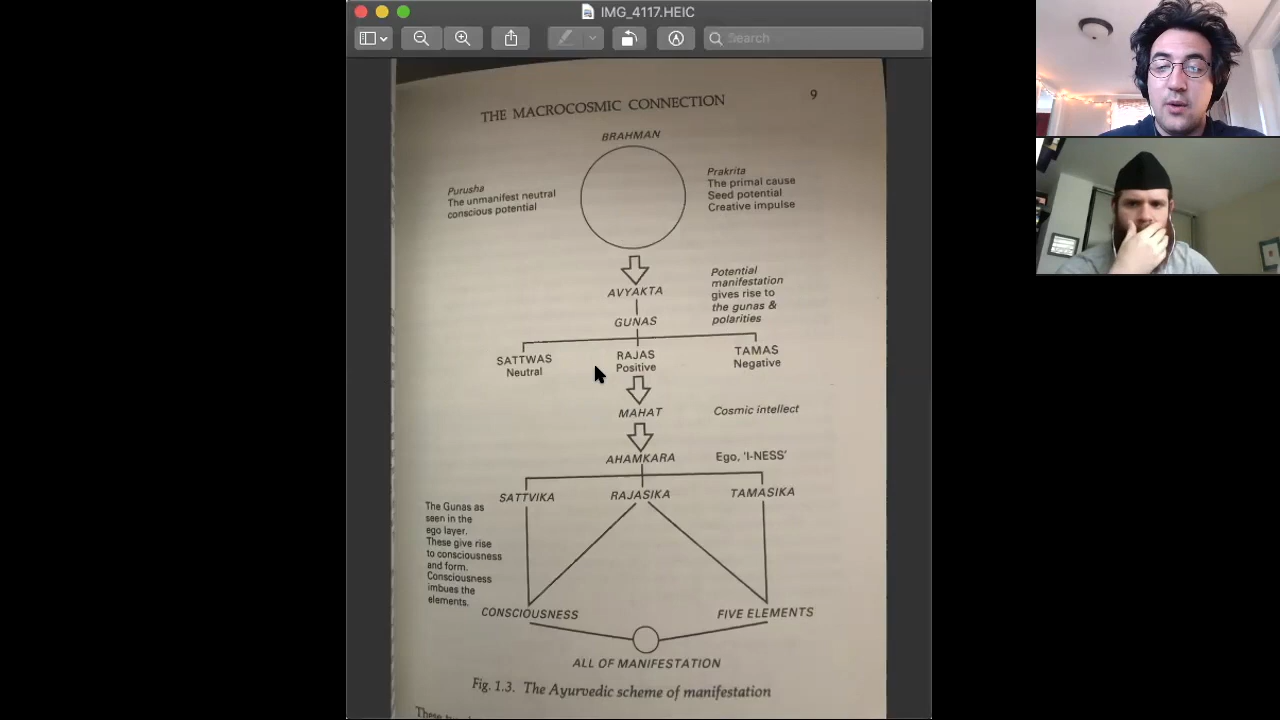 IMG_4117.HEIC
Search
THE MACROCOSMIC CONNECTION
9
BRAHMAN
Purusha
The unmanifest neutral
conscious potential
Prakrita
The primal cause
Seed potential
Creative impulse
AVYAKTA
Potential
manifestation
gives rise to
the gunas &
polarities
GUNAS
SATTWAS
Neutral
RAJAS
Positive
TAMAS
Negative
MAHAT
Cosmic intellect
AHAMKARA
Ego, 'I-NESS'
SATTVIKA
RAJASIKA
TAMASIKA
The Gunas as
seen in the
ego layer.
These give rise
to consciousness
and form.
Consciousness
imbues the
elements.
CONSCIOUSNESS
FIVE ELEMENTS
ALL OF MANIFESTATION
Fig. 1.3. The Ayurvedic scheme of manifestation
These